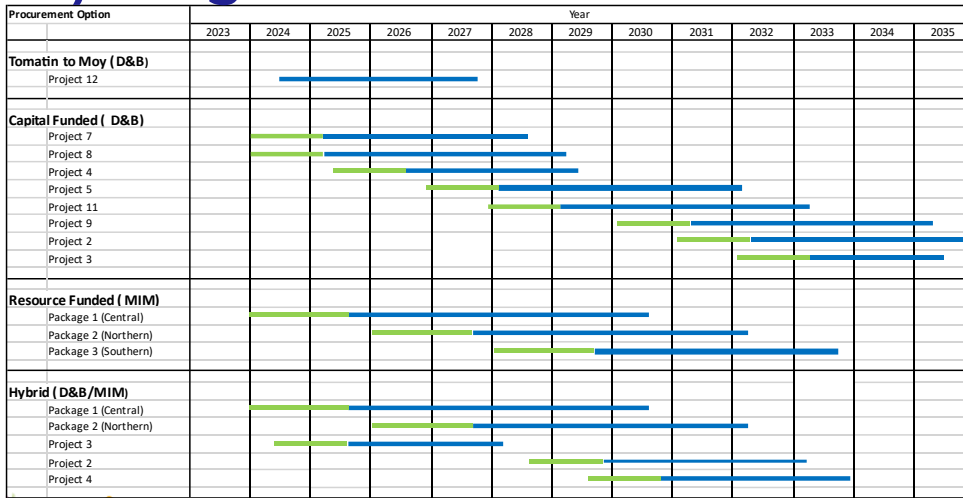 Procurement Option Year
2023 2024 2025 2026 2027 2028 2029 2030 2031 2032 2033 2034 2035
Tomatin to Moy (D&B)
Project 12
Capital Funded ( D&B)
Project 7
Project 8
Project 4
Project 5
Project 11
Project 9
Project 2
Project 3
Resource Funded ( MIM)
Package 1 (Central)
Package 2 (Northern)
Package 3 (Southern)
Hybrid ( D&B/MIM)
Package 1 (Central)
Package 2 (Northern)
Project 3
Project 2
Project 4